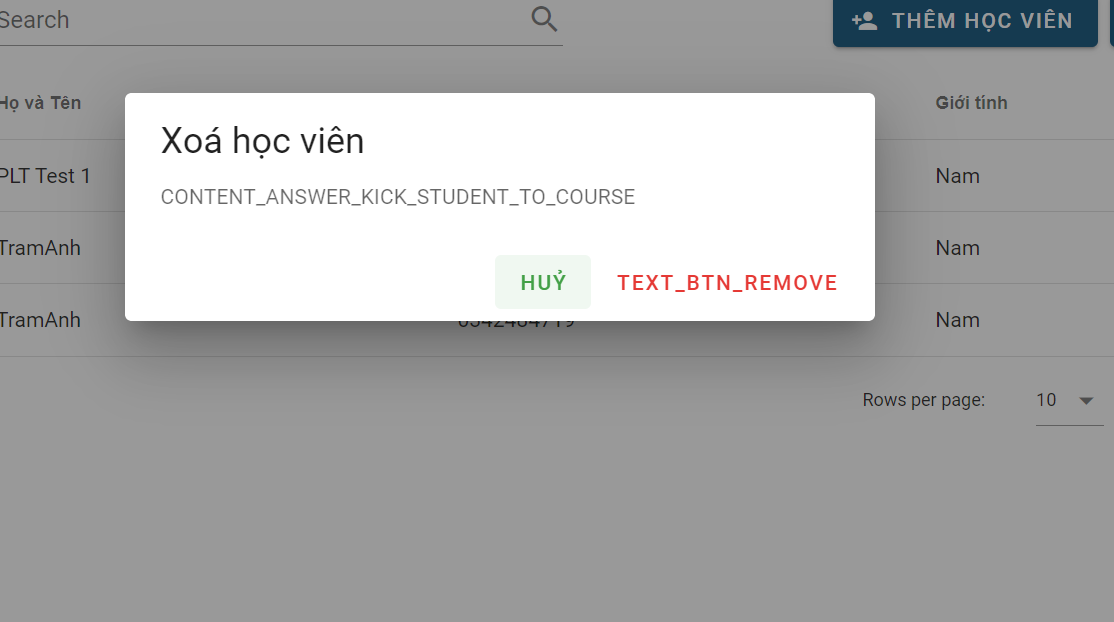 Search
THÊM HỌC VIÊN
Họ và Tên
Giới tính
Xoá học viên
PLT Test 1
Nam
CONTENT_ANSWER_KICK_STUDENT_TO_COURSE
TramAnh
Nam
HUỶ
TEXT_BTN_REMOVE
TramAnh
Nam
Rows per page:
10